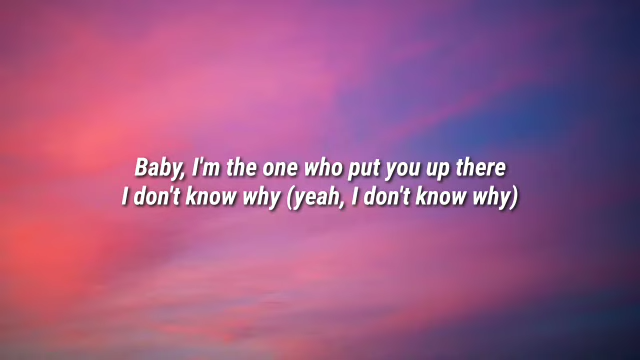 Baby, I'm the one who put you up there
I don't know why (yeah, I don't know why)